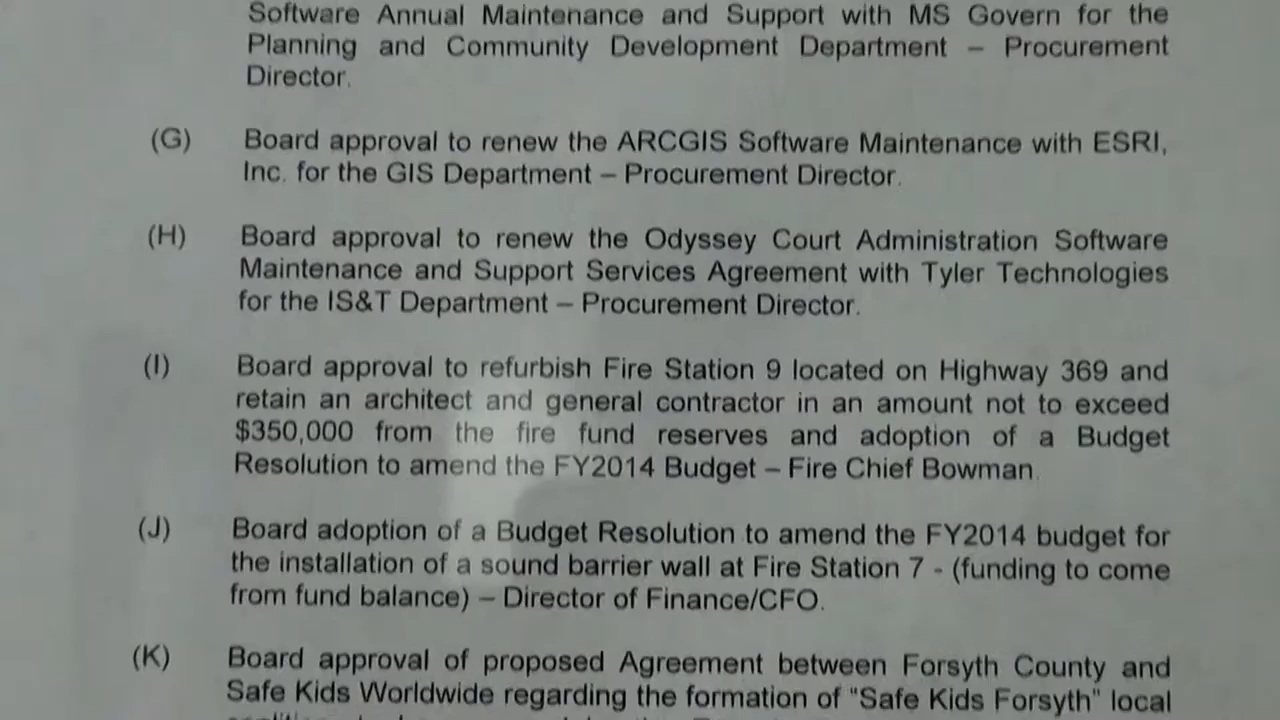 Software Annual Maintenance and Support with MS Govern for the
Planning and Community Development Department – Procurement
Director.
(G) Board approval to renew the ARCGIS Software Maintenance with ESRI,
Inc. for the GIS Department – Procurement Director.
(H) Board approval to renew the Odyssey Court Administration Software
Maintenance and Support Services Agreement with Tyler Technologies
for the IS&T Department – Procurement Director.
(I) Board approval to refurbish Fire Station 9 located on Highway 369 and
retain an architect and general contractor in an amount not to exceed
$350,000 from the fire fund reserves and adoption of a Budget
Resolution to amend the FY2014 Budget – Fire Chief Bowman.
(J) Board adoption of a Budget Resolution to amend the FY2014 budget for
the installation of a sound barrier wall at Fire Station 7 - (funding to come
from fund balance) – Director of Finance/CFO.
(K) Board approval of proposed Agreement between Forsyth County and
Safe Kids Worldwide regarding the formation of "Safe Kids Forsyth" local